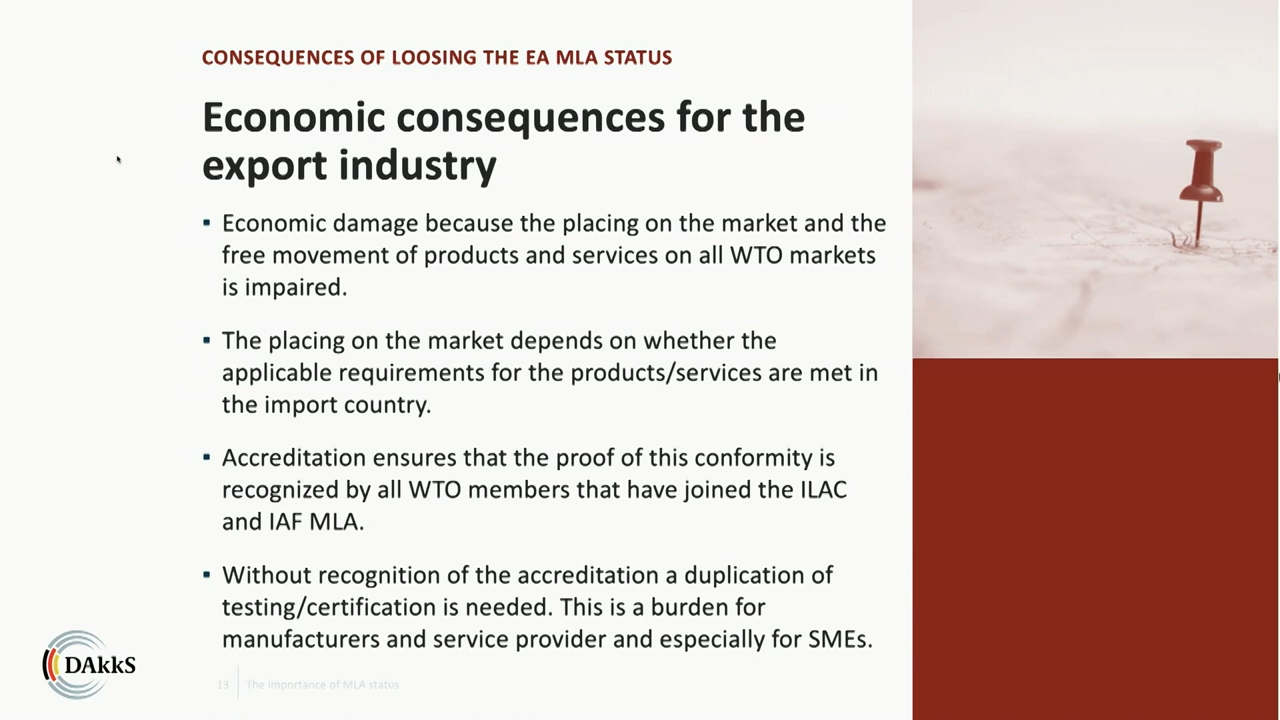 CONSEQUENCES OF LOOSING THE EA MLA STATUS
Economic consequences for the
export industry
▪ Economic damage because the placing on the market and the
free movement of products and services on all WTO markets
is impaired.
▪ The placing on the market depends on whether the
applicable requirements for the products/services are met in
the import country.
▪ Accreditation ensures that the proof of this conformity is
recognized by all WTO members that have joined the ILAC
and IAF MLA.
▪ Without recognition of the accreditation a duplication of
testing/certification is needed. This is a burden for
manufacturers and service provider and especially for SMEs.
DAkkS
13 The importance of MLA status